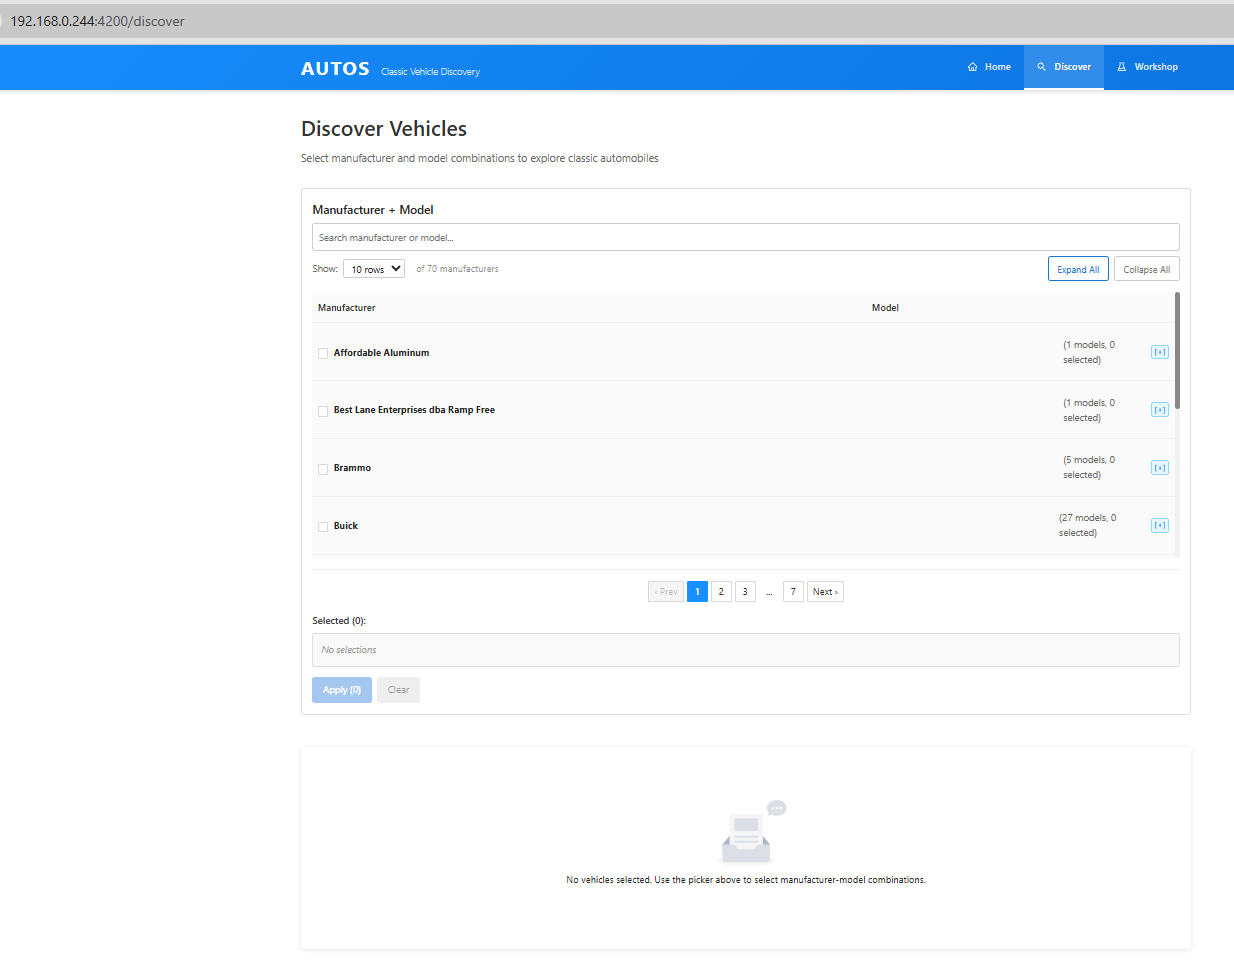 192.168.0.244:4200/discover
AUTOS Classic Vehicle Discovery Home Discover Workshop
Discover Vehicles
Select manufacturer and model combinations to explore classic automobiles
Manufacturer + Model
Search manufacturer or model...
Show: 10 rows of 70 manufacturers Expand All Collapse All
Manufacturer Model
Affordable Aluminum (1 models, 0 selected) [+]
Best Lane Enterprises dba Ramp Free (1 models, 0 selected) [+]
Brammo (5 models, 0 selected) [+]
Buick (27 models, 0 selected) [+]
‹ Prev 1 2 3 ... 7 Next ›
Selected (0):
No selections
Apply (0) Clear
No vehicles selected. Use the picker above to select manufacturer-model combinations.